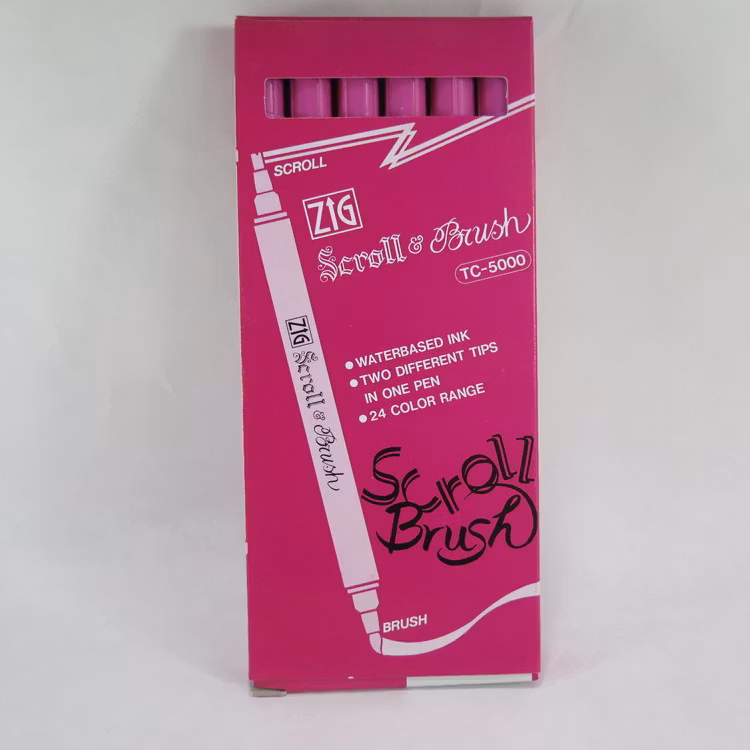 SCROLL
ZIG
Scroll & Brush
TC-5000
ZIG Scroll & Brush
● WATERBASED INK
● TWO DIFFERENT TIPS
IN ONE PEN
● 24 COLOR RANGE
Scroll
Brush
BRUSH